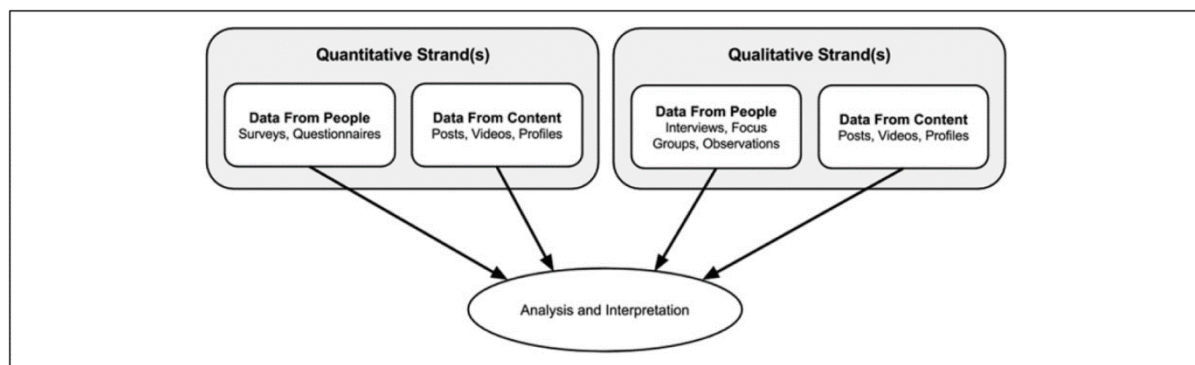 Quantitative Strand(s)
Data From People
Surveys, Questionnaires
Data From Content
Posts, Videos, Profiles
Qualitative Strand(s)
Data From People
Interviews, Focus
Groups, Observations
Data From Content
Posts, Videos, Profiles
Analysis and Interpretation